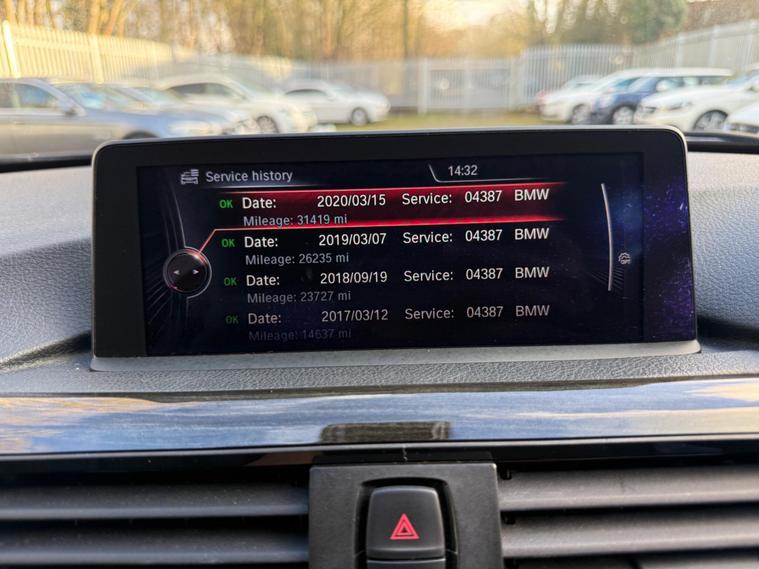 Service history 14:32
OK Date: 2020/03/15 Service: 04387 BMW
Mileage: 31419 mi
OK Date: 2019/03/07 Service: 04387 BMW
Mileage: 26235 mi
OK Date: 2018/09/19 Service: 04387 BMW
Mileage: 23727 mi
OK Date: 2017/03/12 Service: 04387 BMW
Mileage: 14637 mi